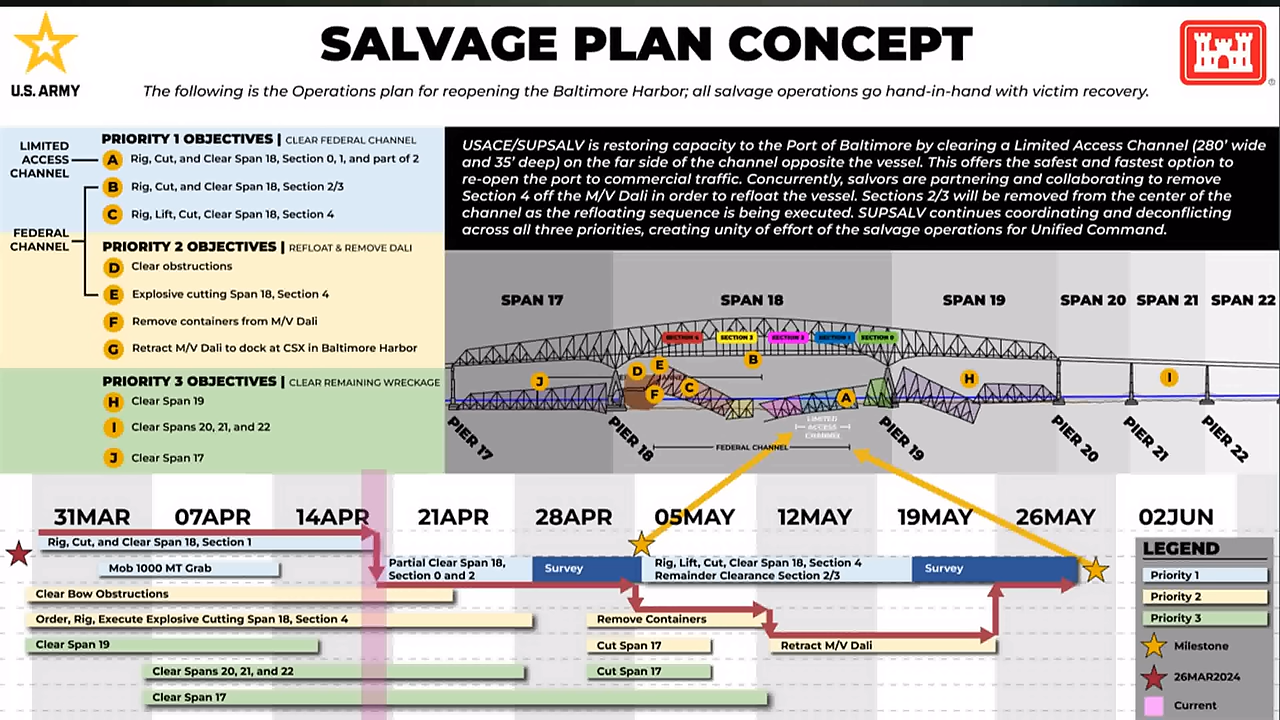 SALVAGE PLAN CONCEPT
U.S. ARMY
The following is the Operations plan for reopening the Baltimore Harbor; all salvage operations go hand-in-hand with victim recovery.
LIMITED
ACCESS
CHANNEL
FEDERAL
CHANNEL
PRIORITY 1 OBJECTIVES | CLEAR FEDERAL CHANNEL
A Rig, Cut, and Clear Span 18, Section 0, 1, and part of 2
B Rig, Cut, and Clear Span 18, Section 2/3
C Rig, Lift, Cut, Clear Span 18, Section 4
PRIORITY 2 OBJECTIVES | REFLOAT & REMOVE DALI
D Clear obstructions
E Explosive cutting Span 18, Section 4
F Remove containers from M/V Dali
G Retract M/V Dali to dock at CSX in Baltimore Harbor
PRIORITY 3 OBJECTIVES | CLEAR REMAINING WRECKAGE
H Clear Span 19
I Clear Spans 20, 21, and 22
J Clear Span 17
USACE/SUPSALV is restoring capacity to the Port of Baltimore by clearing a Limited Access Channel (280' wide
and 35' deep) on the far side of the channel opposite the vessel. This offers the safest and fastest option to
re-open the port to commercial traffic. Concurrently, salvors are partnering and collaborating to remove
Section 4 off the M/V Dali in order to refloat the vessel. Sections 2/3 will be removed from the center of the
channel as the refloating sequence is being executed. SUPSALV continues coordinating and deconflicting
across all three priorities, creating unity of effort of the salvage operations for Unified Command.
SPAN 17 SPAN 18 SPAN 19 SPAN 20 SPAN 21 SPAN 22
SECTION 4 SECTION 3 SECTION 2 SECTION 1 SECTION 0
J D E F C B A H I
LIMITED
ACCESS
CHANNEL
FEDERAL CHANNEL
PIER 17 PIER 18 PIER 19 PIER 20 PIER 21 PIER 22
31MAR 07APR 14APR 21APR 28APR 05MAY 12MAY 19MAY 26MAY 02JUN
Rig, Cut, and Clear Span 18, Section 1
Mob 1000 MT Grab
Partial Clear Span 18,
Section 0 and 2
Survey
Rig, Lift, Cut, Clear Span 18, Section 4
Remainder Clearance Section 2/3
Survey
Clear Bow Obstructions
Order, Rig, Execute Explosive Cutting Span 18, Section 4
Remove Containers
Clear Span 19
Cut Span 17
Retract M/V Dali
Clear Spans 20, 21, and 22
Cut Span 17
Clear Span 17
LEGEND
Priority 1
Priority 2
Priority 3
Milestone
26MAR2024
Current